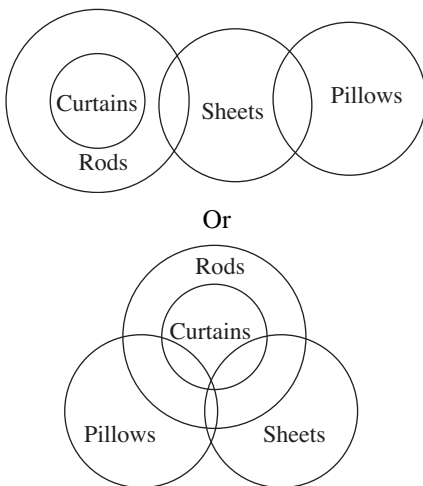 Curtains
Sheets
Pillows
Rods
Or
Rods
Curtains
Pillows
Sheets